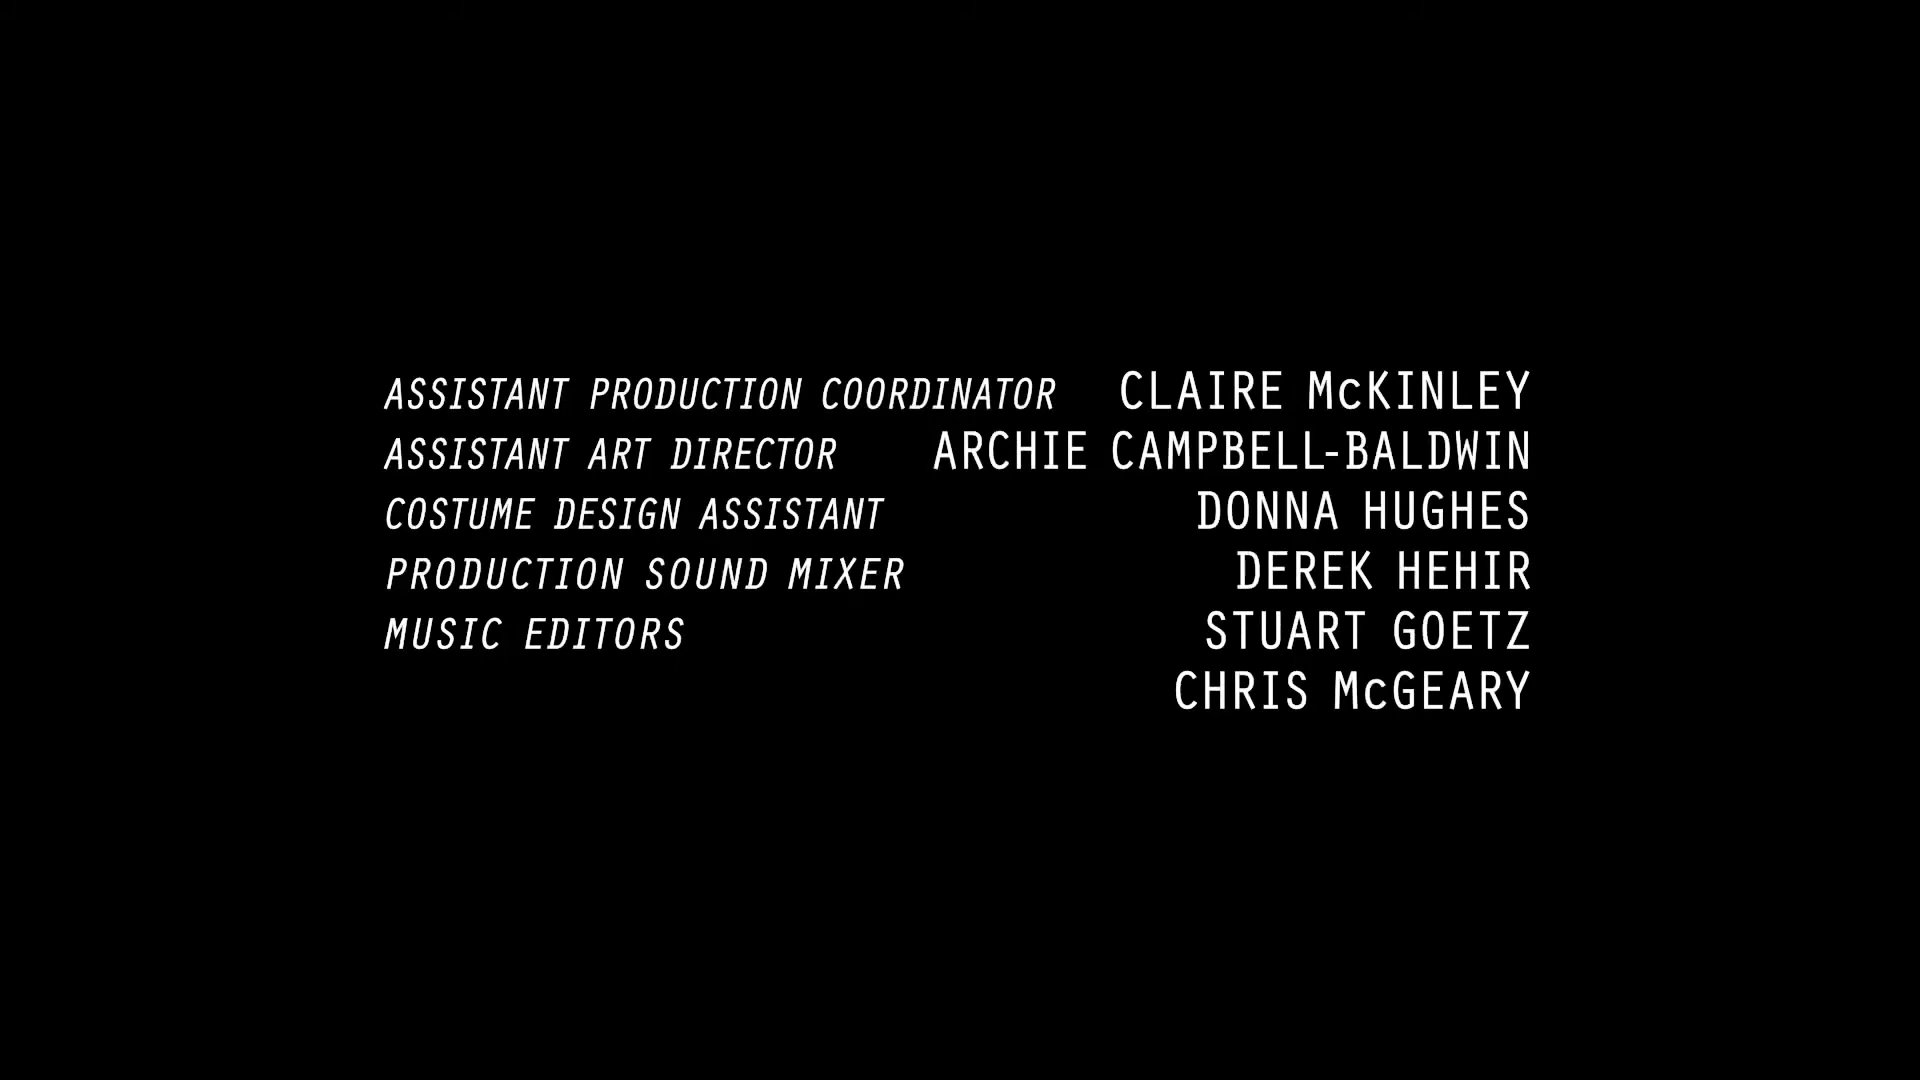 ASSISTANT PRODUCTION COORDINATOR CLAIRE McKINLEY
ASSISTANT ART DIRECTOR ARCHIE CAMPBELL-BALDWIN
COSTUME DESIGN ASSISTANT DONNA HUGHES
PRODUCTION SOUND MIXER DEREK HEHIR
MUSIC EDITORS STUART GOETZ
CHRIS McGEARY